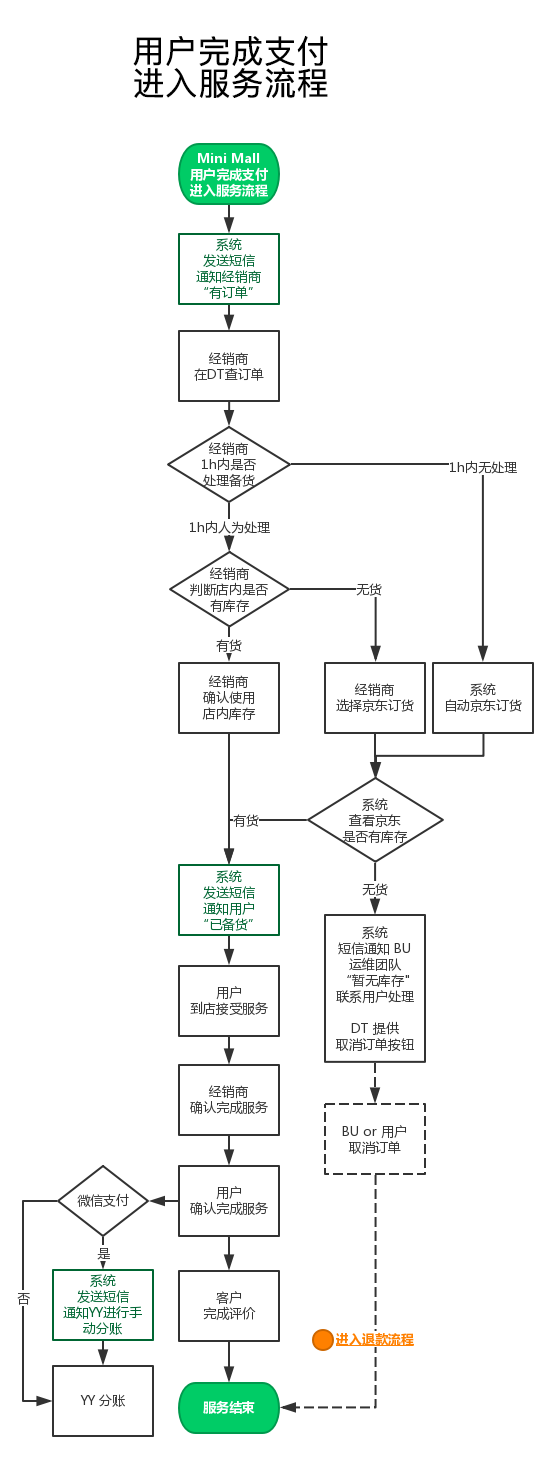 用户完成支付
进入服务流程
Mini Mall
用户完成支付
进入服务流程
系统
发送短信
通知经销商
“有订单”
经销商
在DT查订单
经销商
1h内是否
处理备货
1h内无处理
1h内人为处理
经销商
判断店内是否
有库存
无货
有货
经销商
确认使用
店内库存
经销商
选择京东订货
系统
自动京东订货
系统
查看京东
是否有库存
有货
无货
系统
发送短信
通知用户
“已备货”
系统
短信通知 BU
运维团队
“暂无库存"
联系用户处理
DT 提供
取消订单按钮
用户
到店接受服务
经销商
确认完成服务
BU or 用户
取消订单
用户
确认完成服务
微信支付
是
否
系统
发送短信
通知YY进行手
动分账
客户
完成评价
进入退款流程
YY 分账
服务结束